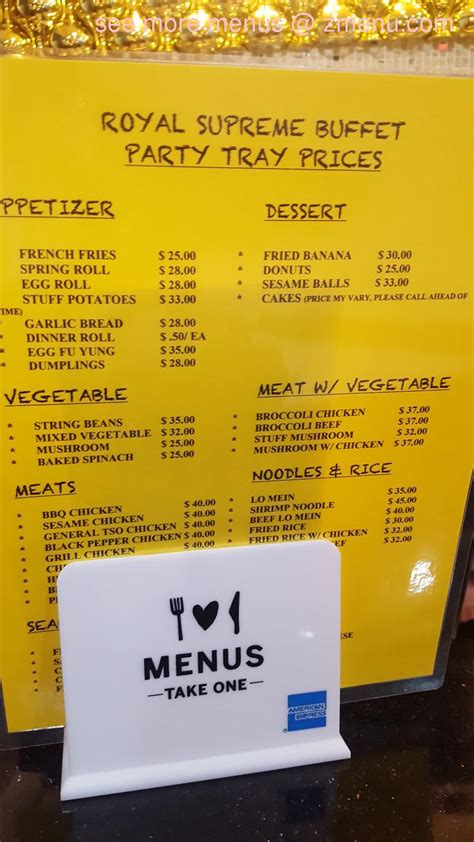 see more menus @ zmenu.com
ROYAL SUPREME BUFFET
PARTY TRAY PRICES
PPETIZER
FRENCH FRIES $ 25.00
SPRING ROLL $ 28.00
EGG ROLL $ 28.00
STUFF POTATOES $ 33.00
TIME)
* GARLIC BREAD $ 28.00
* DINNER ROLL $ .50/ EA
* EGG FU YUNG $ 35.00
* DUMPLINGS $ 28.00
VEGETABLE
* STRING BEANS $ 35.00
* MIXED VEGETABLE $ 32.00
* MUSHROOM $ 25.00
* BAKED SPINACH $ 25.00
MEATS
* BBQ CHICKEN $ 40.00
* SESAME CHICKEN $ 40.00
* GENERAL TSO CHICKEN $ 40.00
* BLACK PEPPER CHICKEN $ 40.00
* GRILL CHICKEN $ 40.00
DESSERT
* FRIED BANANA $ 30.00
* DONUTS $ 25.00
* SESAME BALLS $ 33.00
* CAKES (PRICE MY VARY, PLEASE CALL AHEAD OF
MEAT W/ VEGETABLE
* BROCCOLI CHICKEN $ 37.00
* BROCCOLI BEEF $ 37.00
* STUFF MUSHROOM $ 32.00
* MUSHROOM W/ CHICKEN $ 37.00
NOODLES & RICE
* LO MEIN $ 35.00
* SHRIMP NOODLE $ 45.00
* BEEF LO MEIN $ 40.00
* FRIED RICE $ 30.00
* FRIED RICE W/ CHICKEN $ 32.00
$ 32.00
MENUS
TAKE ONE
AMERICAN
EXPRESS